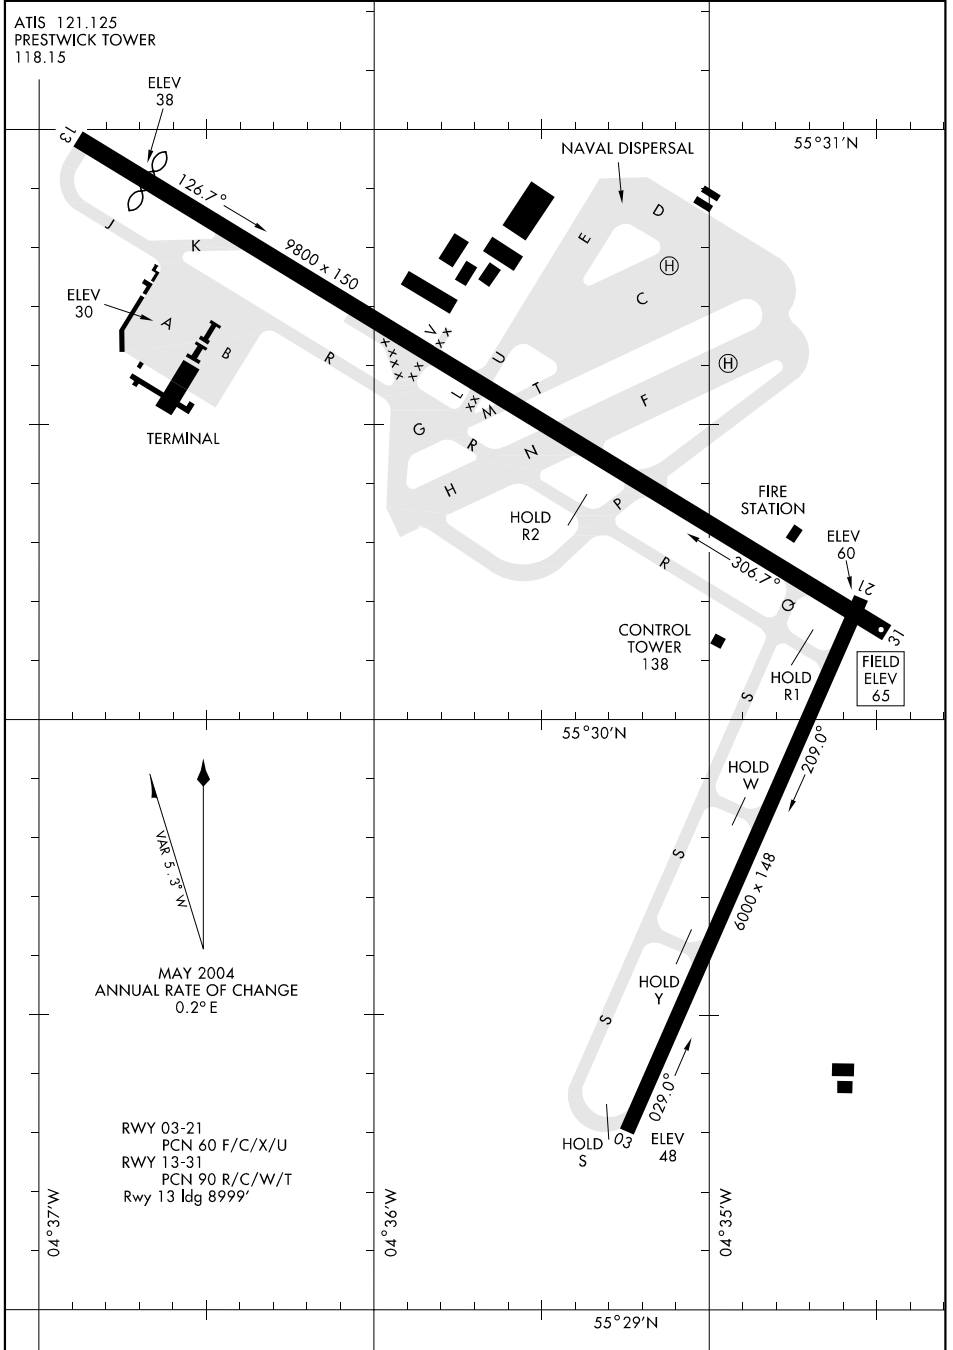 ATIS 121.125
PRESTWICK TOWER
118.15
ELEV
38
13
126.7°
NAVAL DISPERSAL
55°31'N
D
E
J
K
9800 x 150
H
C
ELEV
30
A
B
R
V
U
H
T
L
M
F
G
R
N
TERMINAL
H
HOLD
R2
P
FIRE
STATION
ELEV
60
R
306.7°
21
Q
31
CONTROL
TOWER
138
HOLD
R1
FIELD
ELEV
65
S
55°30'N
209.0°
HOLD
W
VAR 5.3° W
S
6000 x 148
MAY 2004
ANNUAL RATE OF CHANGE
0.2° E
HOLD
Y
S
029.0°
RWY 03-21
PCN 60 F/C/X/U
RWY 13-31
PCN 90 R/C/W/T
Rwy 13 ldg 8999'
HOLD
S
03
ELEV
48
04°37'W
04°36'W
04°35'W
55°29'N